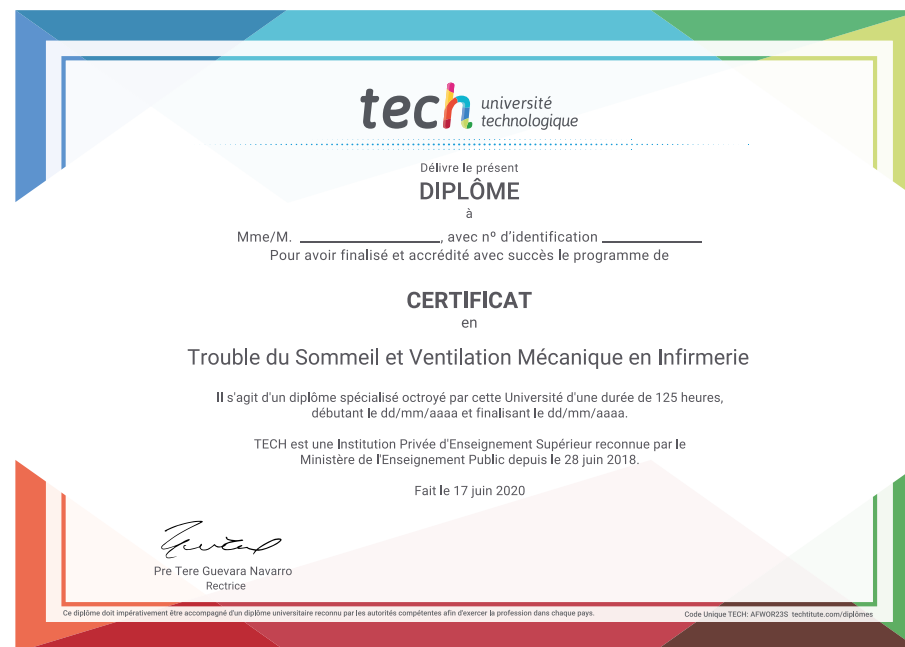 tech université
technologique
Délivre le présent
DIPLÔME
à
Mme/M. ____________________, avec nº d'identification ______________
Pour avoir finalisé et accrédité avec succès le programme de
CERTIFICAT
en
Trouble du Sommeil et Ventilation Mécanique en Infirmerie
Il s'agit d'un diplôme spécialisé octroyé par cette Université d'une durée de 125 heures,
débutant le dd/mm/aaaa et finalisant le dd/mm/aaaa.
TECH est une Institution Privée d'Enseignement Supérieur reconnue par le
Ministère de l'Enseignement Public depuis le 28 juin 2018.
Fait le 17 juin 2020
Pre Tere Guevara Navarro
Rectrice
Ce diplôme doit impérativement être accompagné d'un diplôme universitaire reconnu par les autorités compétentes afin d'exercer la profession dans chaque pays.
Code Unique TECH: AFWOR23S techtitute.com/diplômes